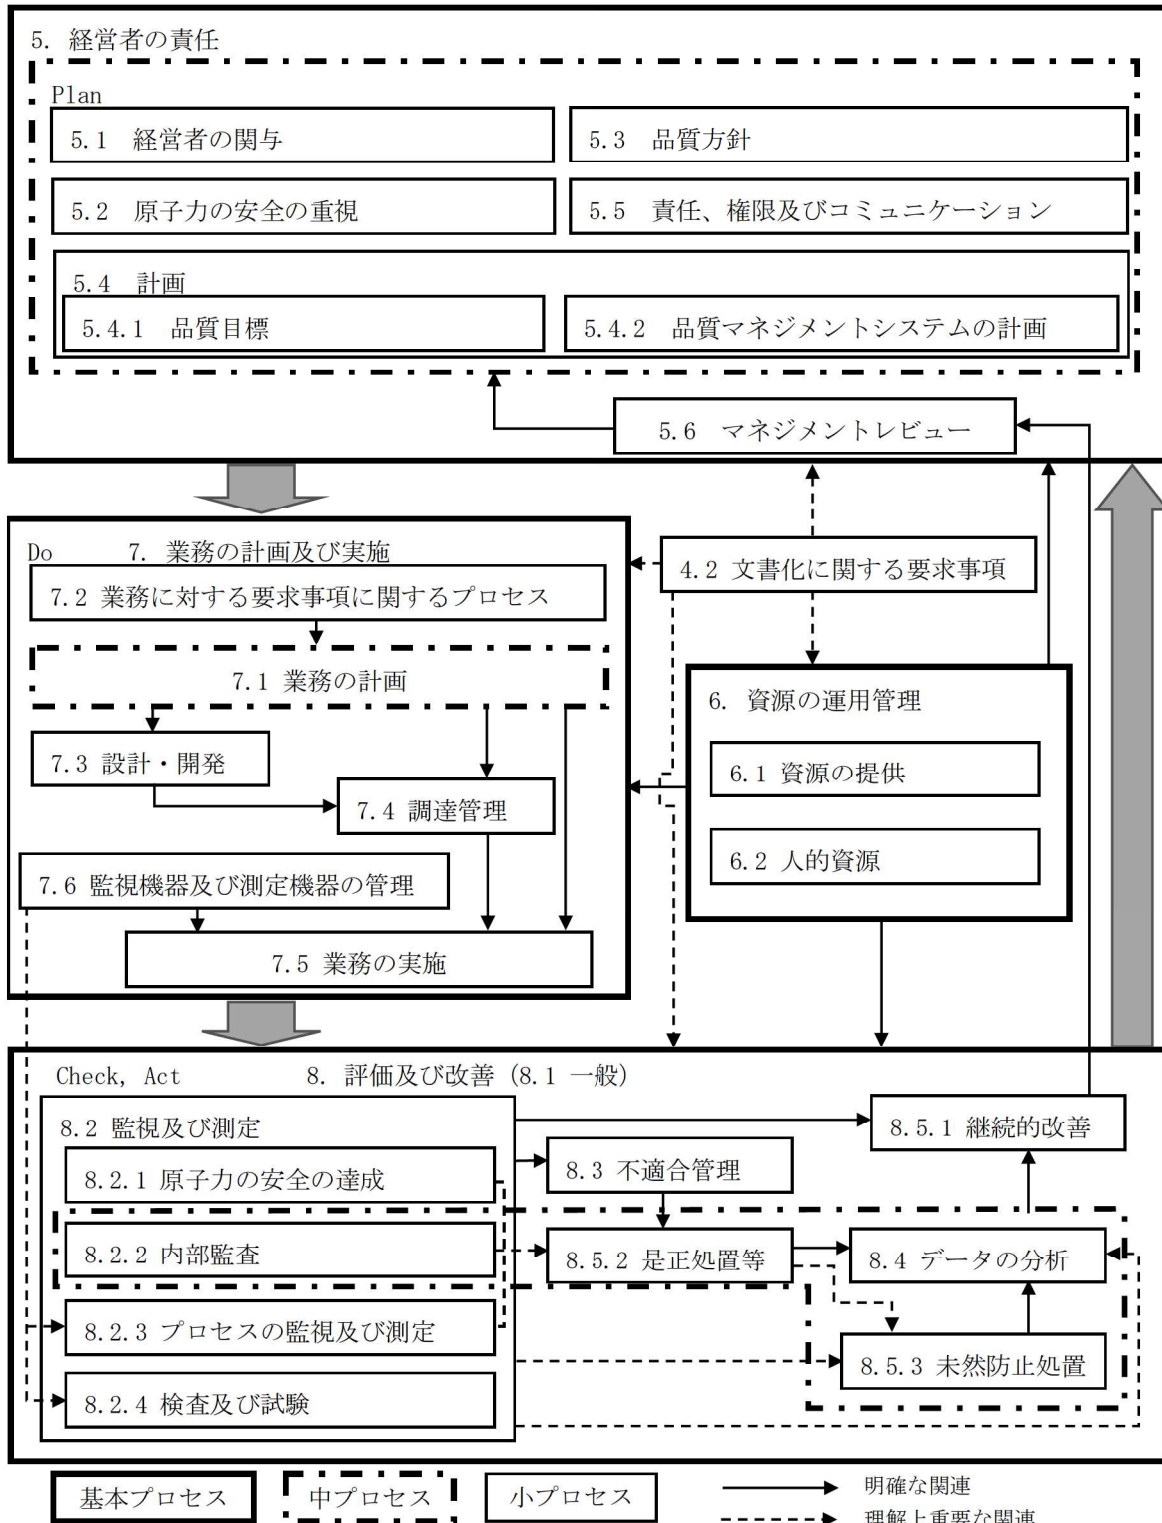 5. 経営者の責任
Plan
5.1 経営者の関与
5.3 品質方針
5.2 原子力の安全の重視
5.5 責任、権限及びコミュニケーション
5.4 計画
5.4.1 品質目標
5.4.2 品質マネジメントシステムの計画
5.6 マネジメントレビュー
Do 7. 業務の計画及び実施
7.2 業務に対する要求事項に関するプロセス
7.1 業務の計画
7.3 設計・開発
7.4 調達管理
7.6 監視機器及び測定機器の管理
7.5 業務の実施
4.2 文書化に関する要求事項
6. 資源の運用管理
6.1 資源の提供
6.2 人的資源
Check, Act 8. 評価及び改善 (8.1 一般)
8.2 監視及び測定
8.2.1 原子力の安全の達成
8.2.2 内部監査
8.2.3 プロセスの監視及び測定
8.2.4 検査及び試験
8.3 不適合管理
8.5.2 是正処置等
8.5.1 継続的改善
8.4 データの分析
8.5.3 未然防止処置
基本プロセス
中プロセス
小プロセス
明確な関連
理解上重要な関連